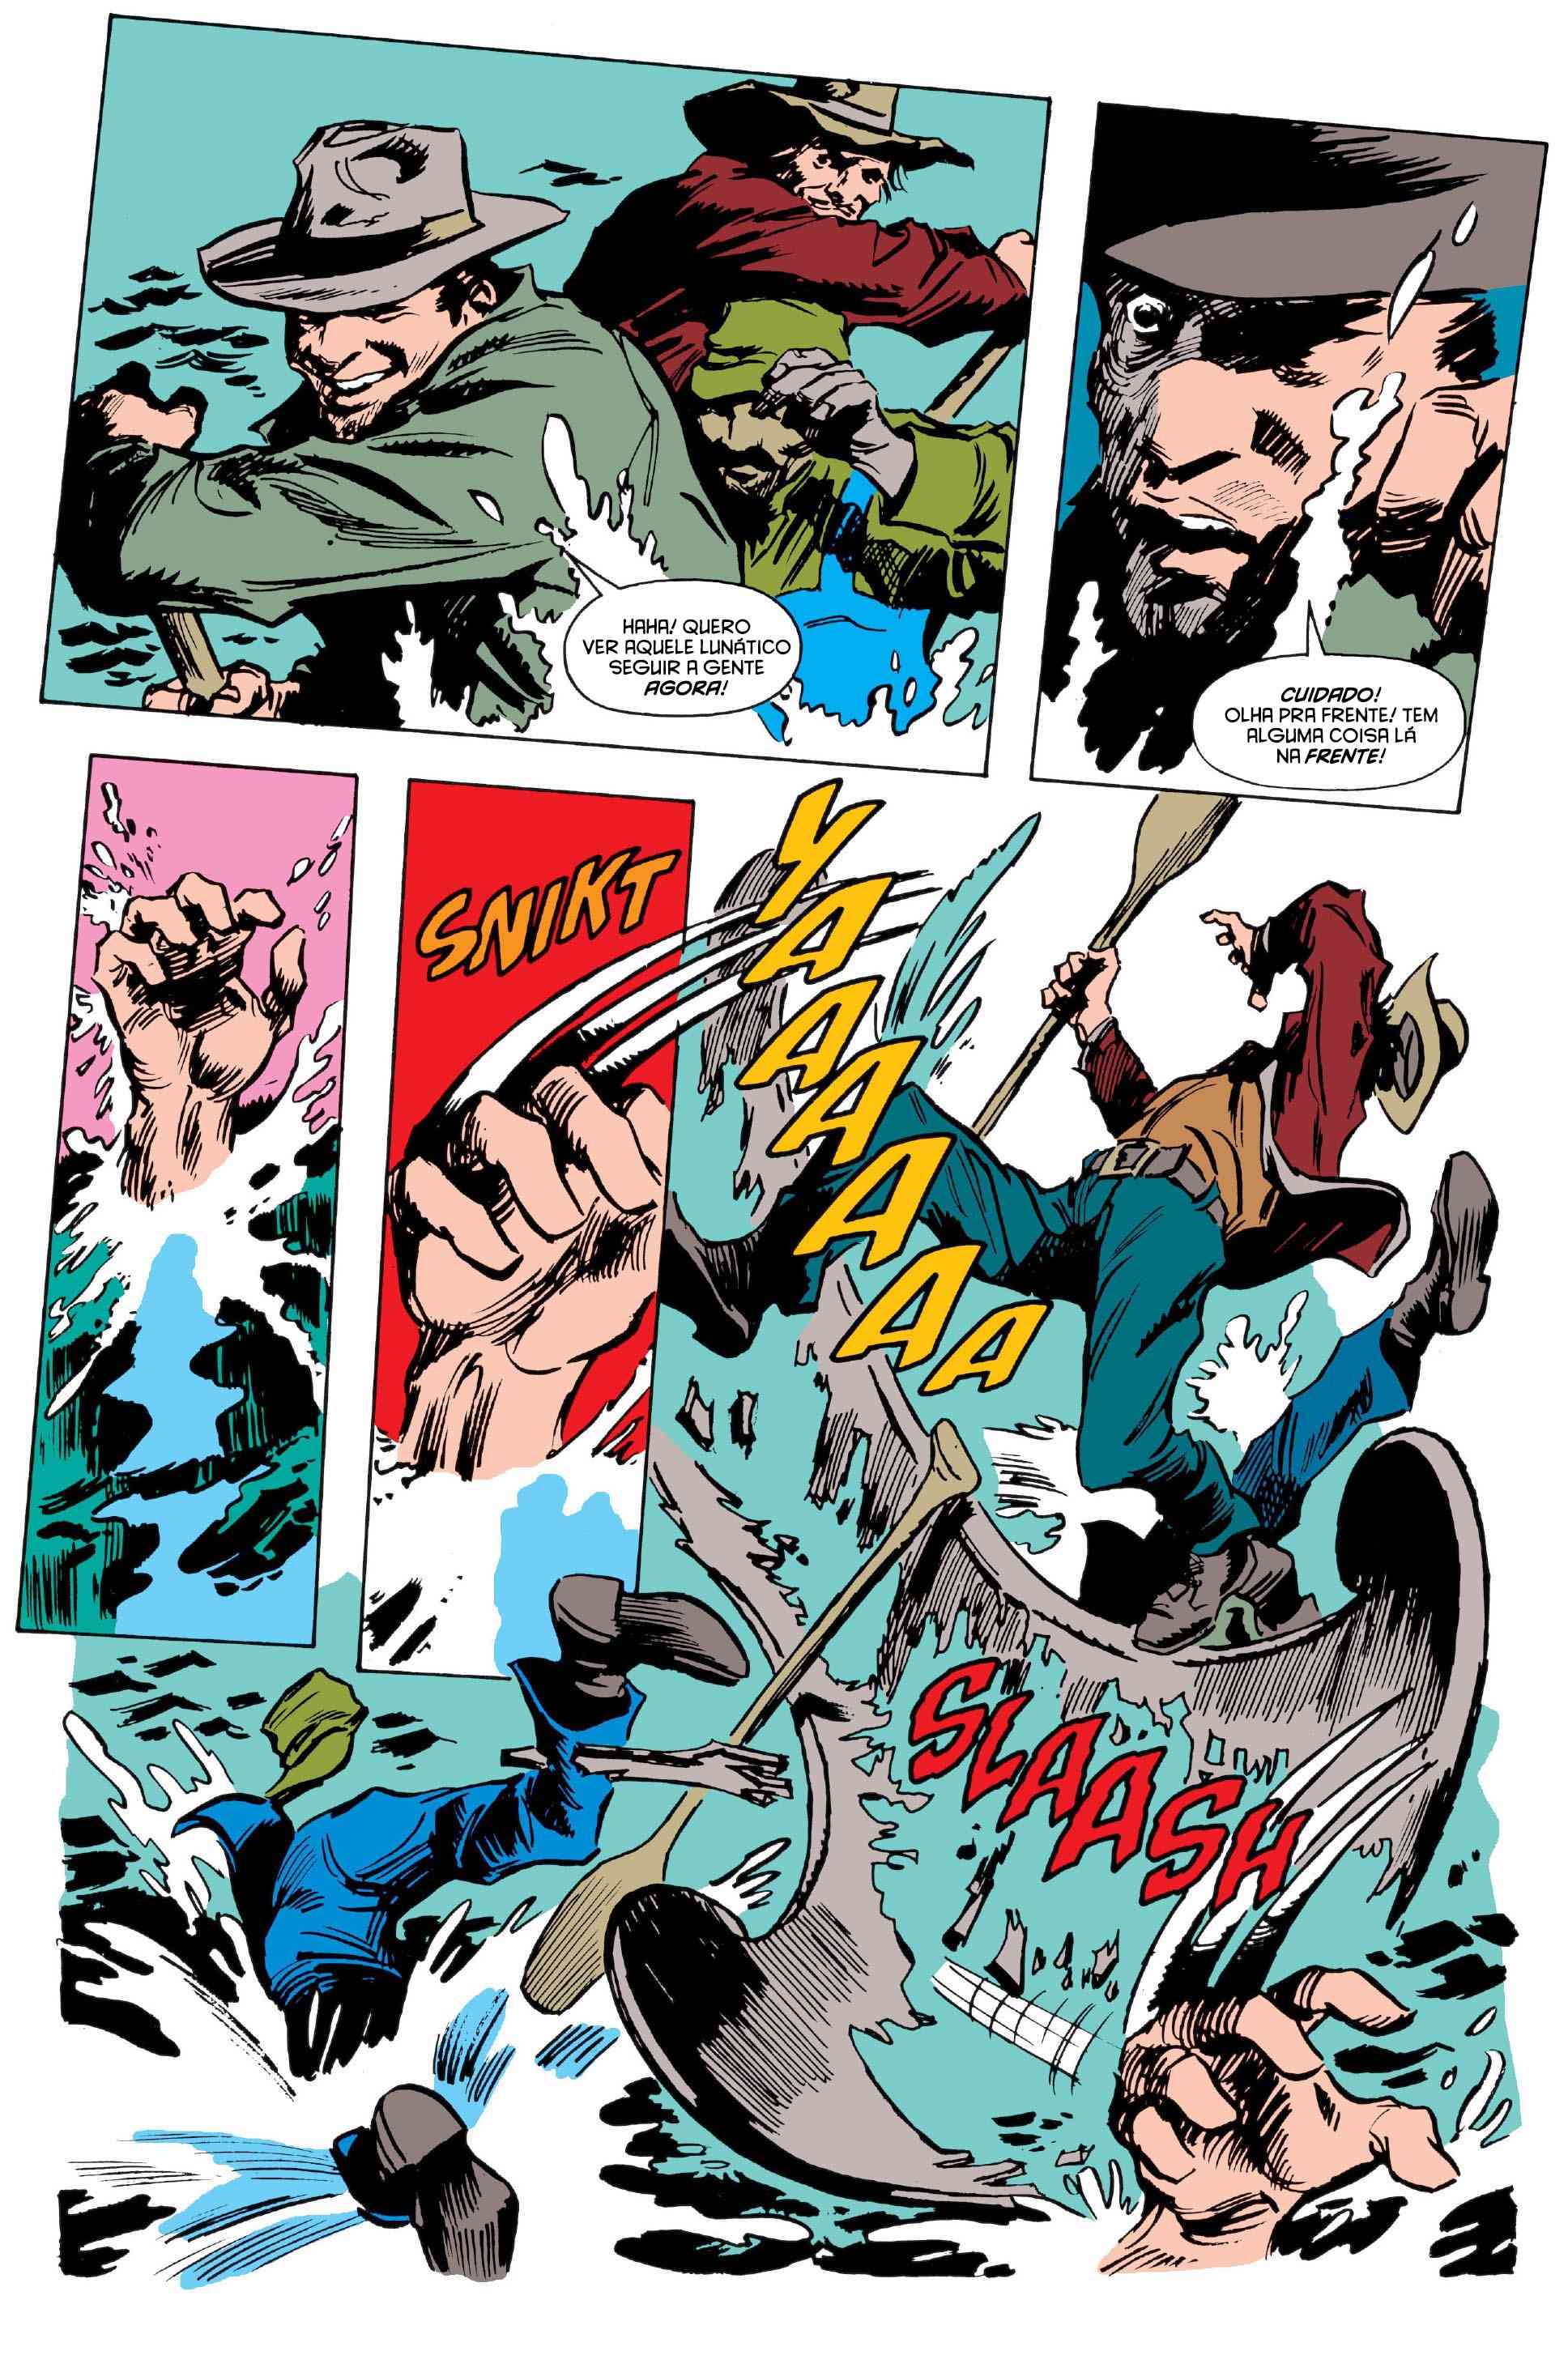 HAHA! QUERO
VER AQUELE LUNÁTICO
SEGUIR A GENTE
AGORA!
CUIDADO!
OLHA PRA FRENTE! TEM
ALGUMA COISA LÁ
NA FRENTE!
SNIKT
YAAAAAAA
SLAASH